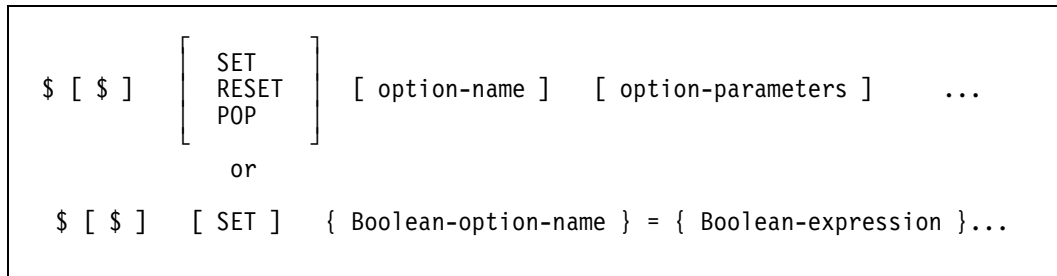 SET
$ [ $ ] RESET [ option-name ] [ option-parameters ] ...
POP
or
$ [ $ ] [ SET ] { Boolean-option-name } = { Boolean-expression }...